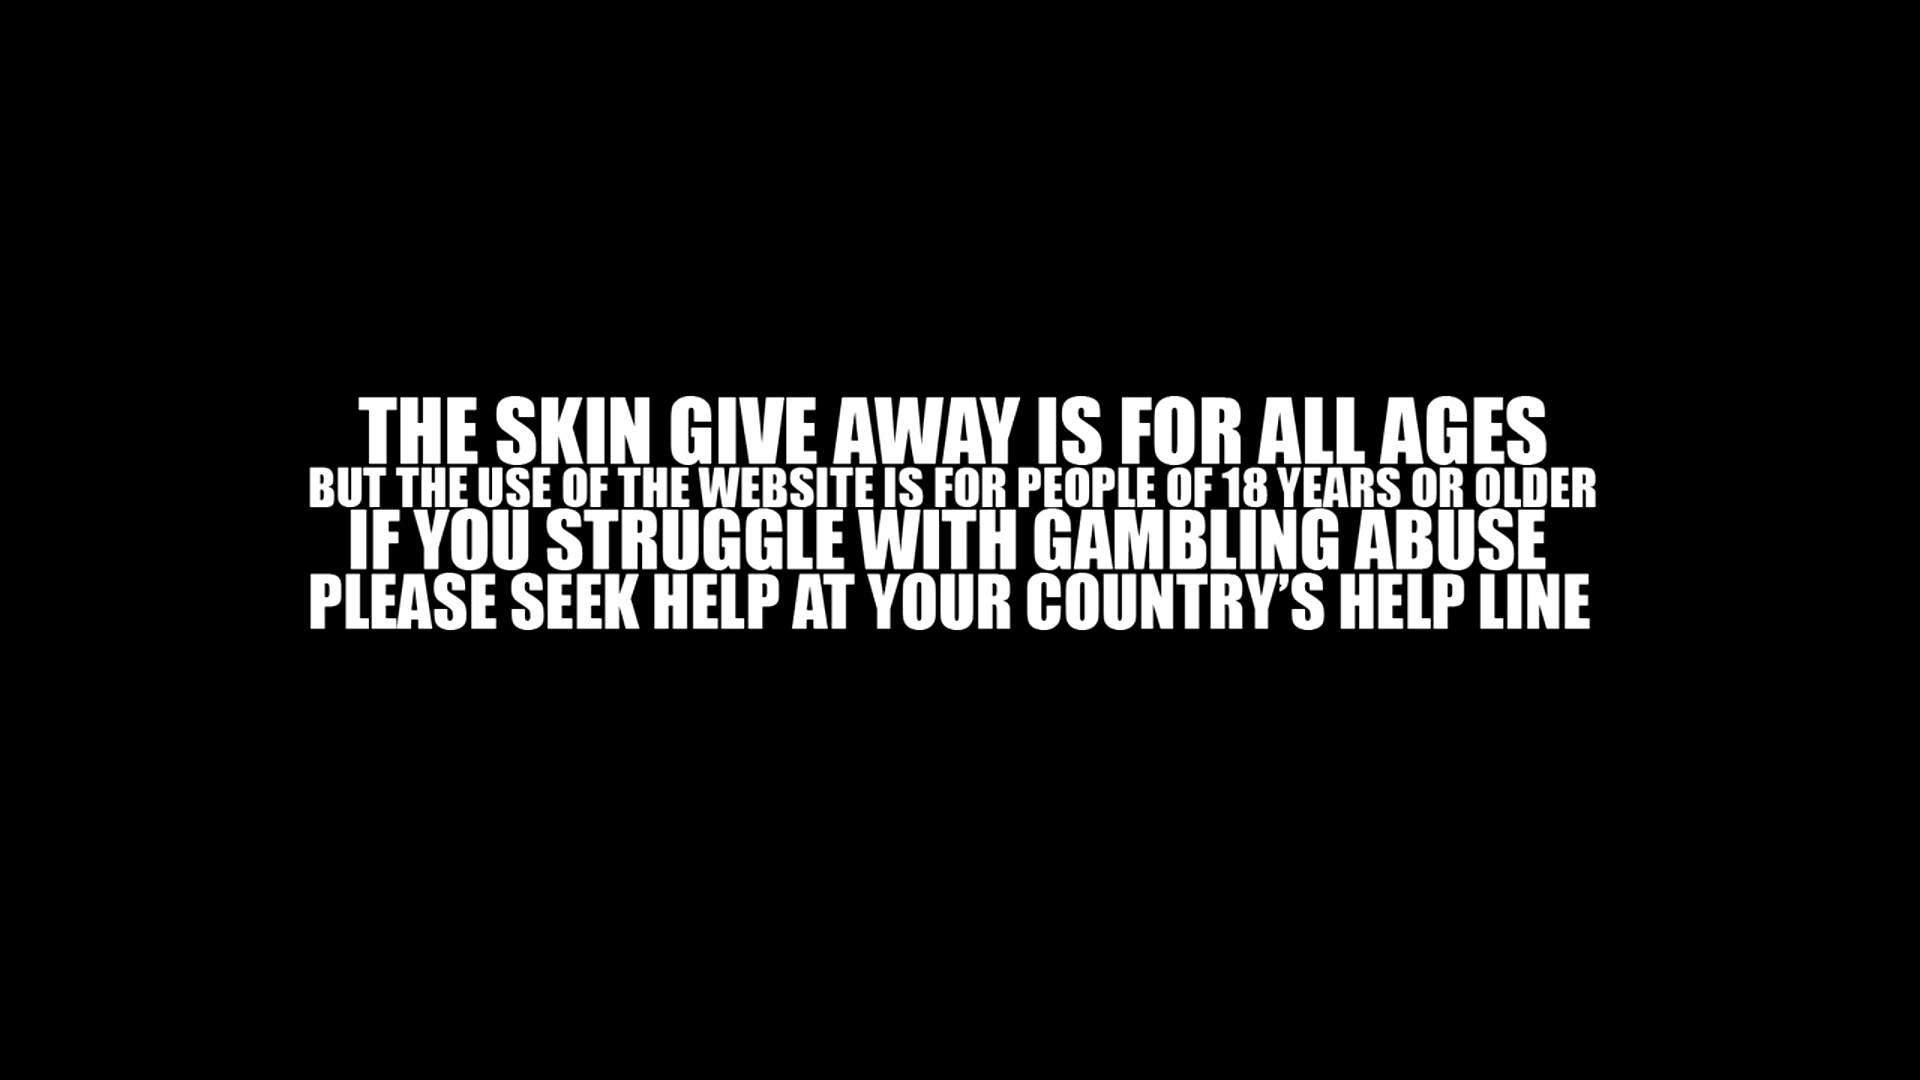 THE SKIN GIVE AWAY IS FOR ALL AGES
BUT THE USE OF THE WEBSITE IS FOR PEOPLE OF 18 YEARS OR OLDER
IF YOU STRUGGLE WITH GAMBLING ABUSE
PLEASE SEEK HELP AT YOUR COUNTRY’S HELP LINE